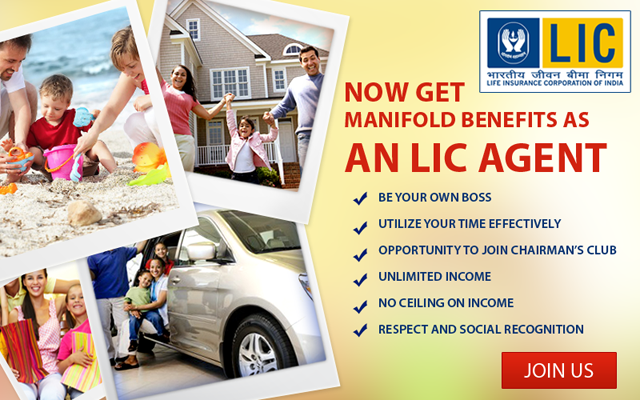 LIC
भारतीय जीवन बीमा निगम
LIFE INSURANCE CORPORATION OF INDIA
NOW GET
MANIFOLD BENEFITS AS
AN LIC AGENT
BE YOUR OWN BOSS
UTILIZE YOUR TIME EFFECTIVELY
OPPORTUNITY TO JOIN CHAIRMAN'S CLUB
UNLIMITED INCOME
NO CEILING ON INCOME
RESPECT AND SOCIAL RECOGNITION
JOIN US